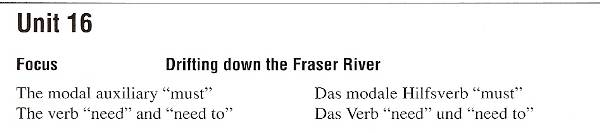 Unit 16
Focus Drifting down the Fraser River
The modal auxiliary “must” Das modale Hilfsverb “must”
The verb “need” and “need to” Das Verb “need” und “need to”